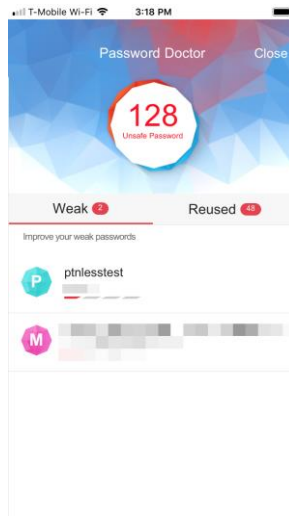 T-Mobile Wi-Fi 3:18 PM
Password Doctor Close
128
Unsafe Password
Weak 2 Reused 48
Improve your weak passwords
P ptnlesstest
M